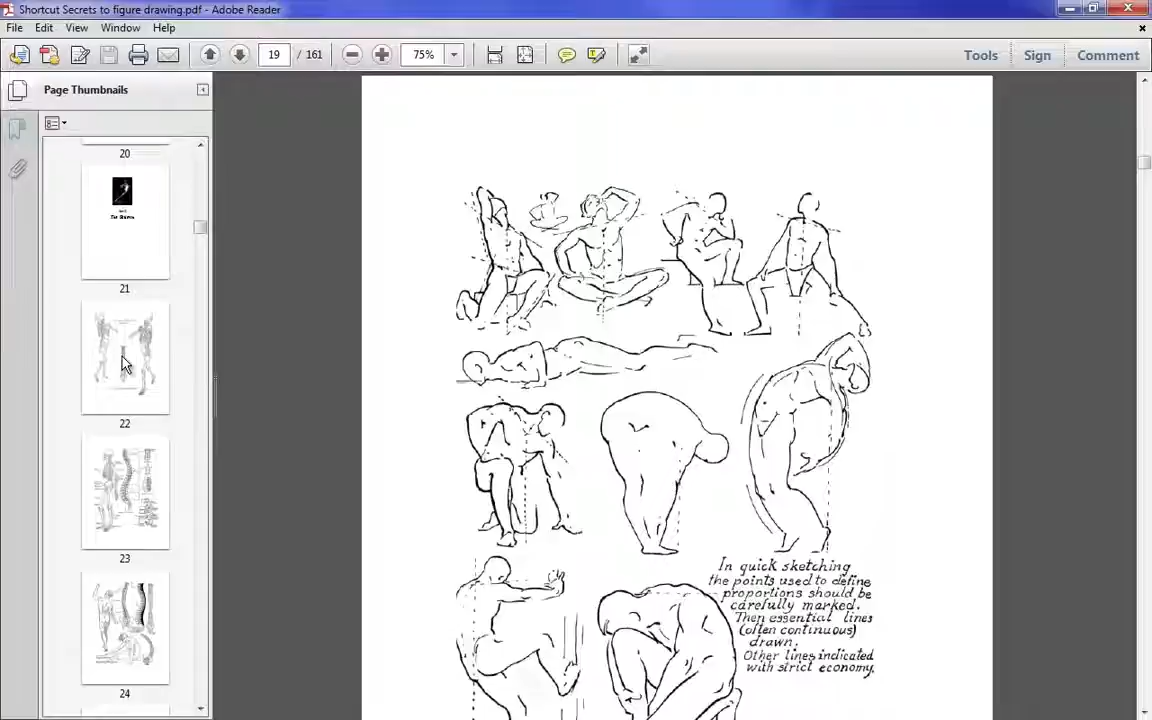 Shortcut Secrets to figure drawing.pdf - Adobe Reader
File Edit View Window Help
19 / 161 75% Tools Sign Comment
Page Thumbnails
20
21
22
23
24
In quick sketching
the points used to define
proportions should be
carefully marked.
Then essential lines
(often continuous)
drawn.
Other lines indicated
with strict economy.